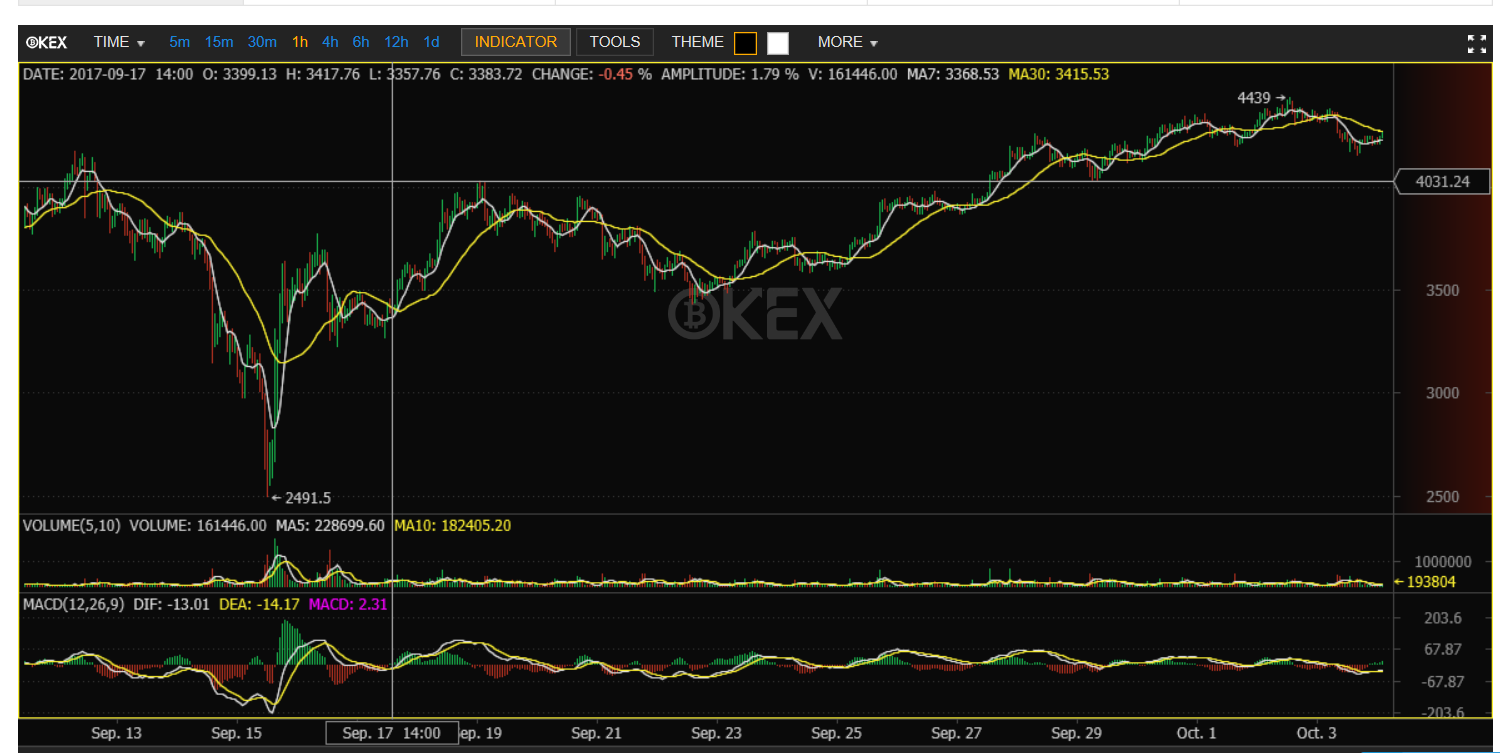 OKEX TIME 5m 15m 30m 1h 4h 6h 12h 1d INDICATOR TOOLS THEME MORE
DATE: 2017-09-17 14:00 O: 3399.13 H: 3417.76 L: 3357.76 C: 3383.72 CHANGE: -0.45 % AMPLITUDE: 1.79 % V: 161446.00 MA7: 3368.53 MA30: 3415.53
4439→
4031.24
OKEX
3500
3000
←2491.5
2500
VOLUME(5,10) VOLUME: 161446.00 MA5: 228699.60 MA10: 182405.20
1000000
←193804
MACD(12,26,9) DIF: -13.01 DEA: -14.17 MACD: 2.31
203.6
67.87
-67.87
-203.6
Sep. 13 Sep. 15 Sep. 17 14:00 ep. 19 Sep. 21 Sep. 23 Sep. 25 Sep. 27 Sep. 29 Oct. 1 Oct. 3